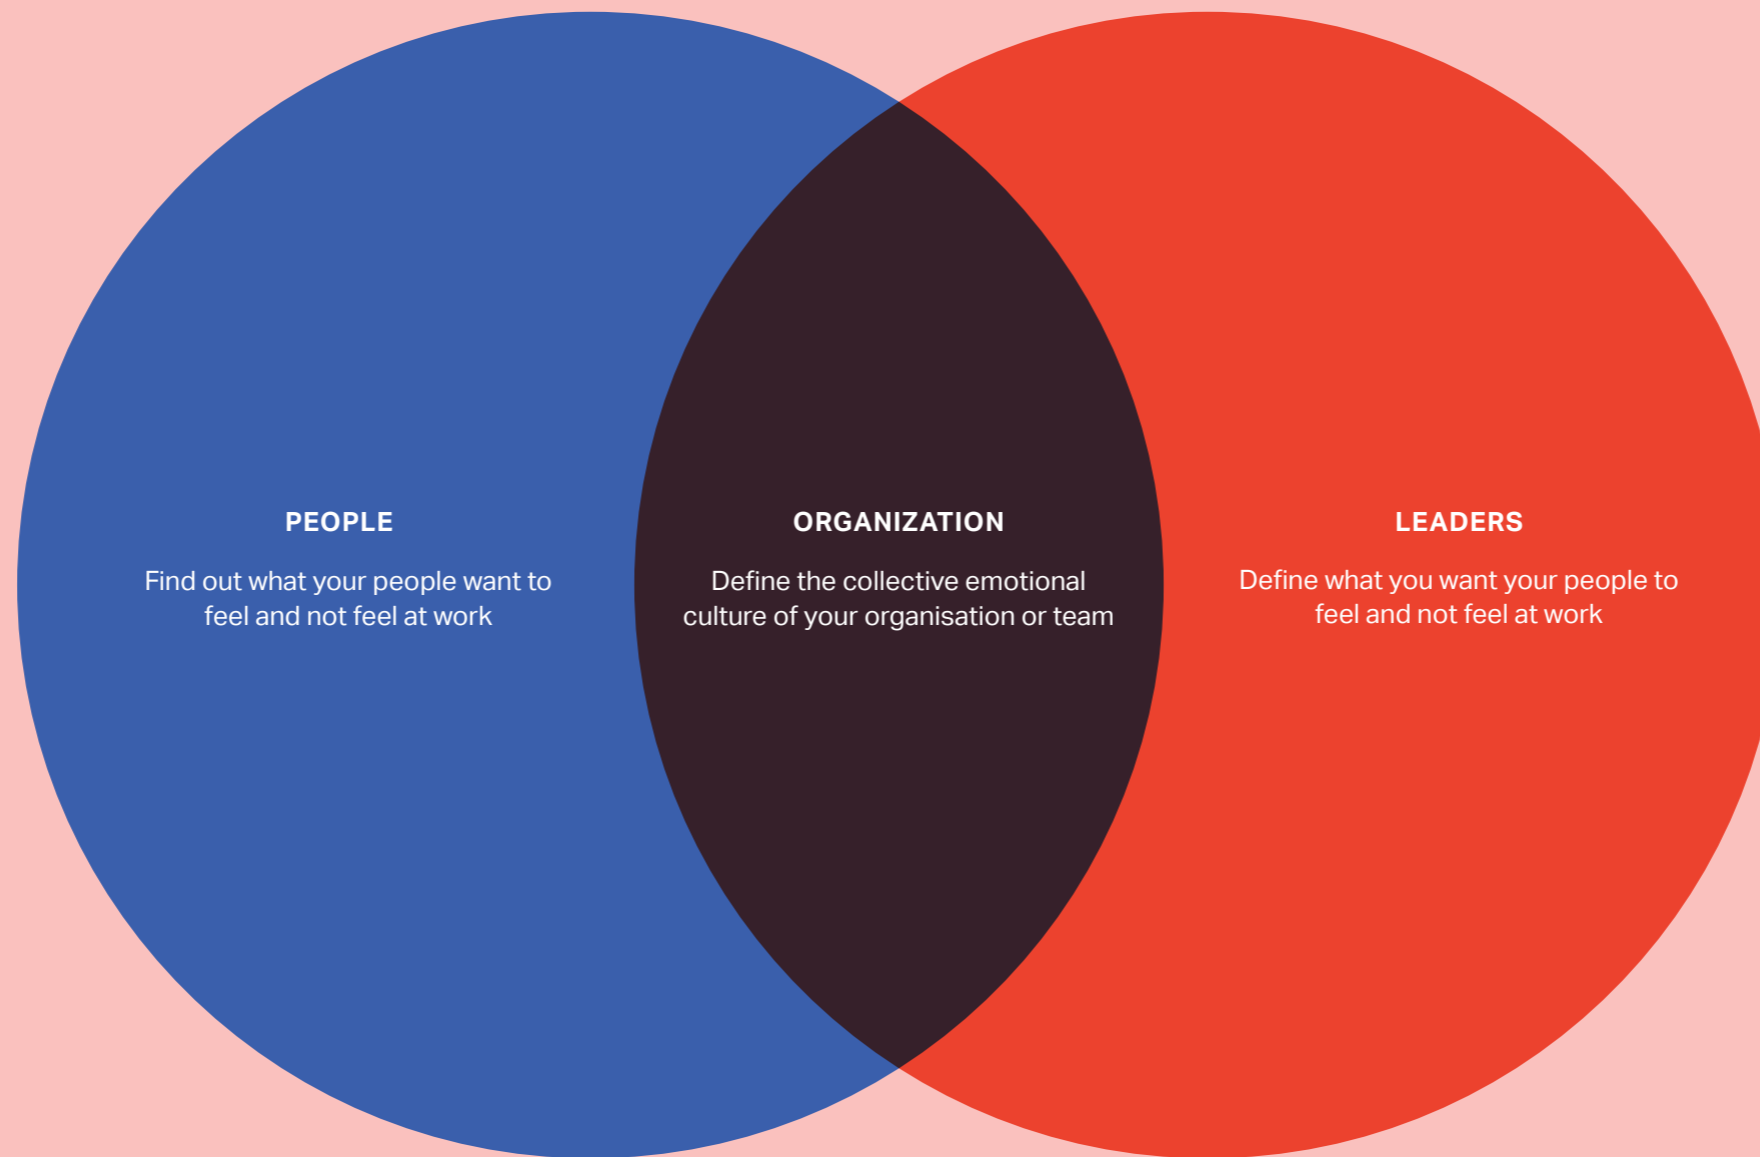 PEOPLE
Find out what your people want to
feel and not feel at work
ORGANIZATION
Define the collective emotional
culture of your organisation or team
LEADERS
Define what you want your people to
feel and not feel at work